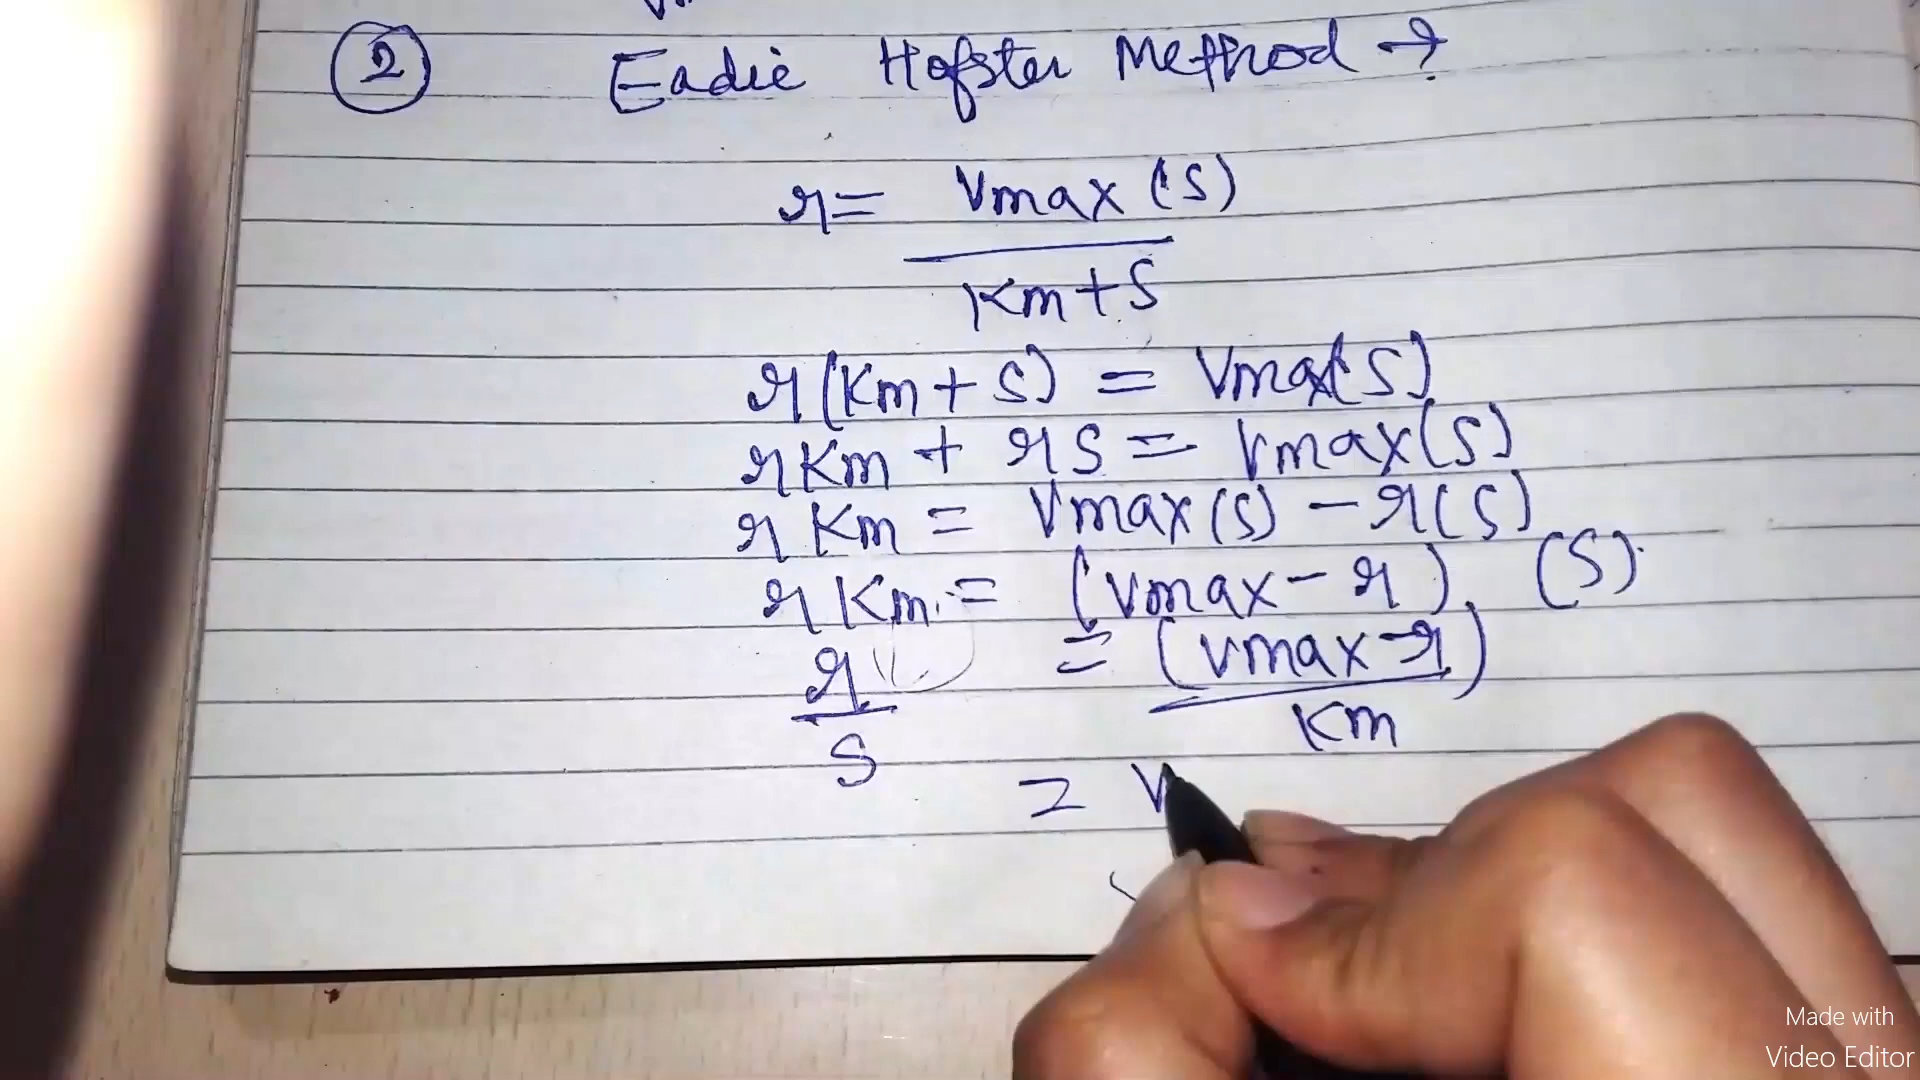 2 Eadie Hofster Method →
r = Vmax (S)
Km + S
r (Km + S) = Vmax(S)
r Km + r S = Vmax(S)
r Km = Vmax (S) - r(S)
r Km = (Vmax - r) (S)
r = (Vmax - r)
S Km
= V
Made with
Video Editor